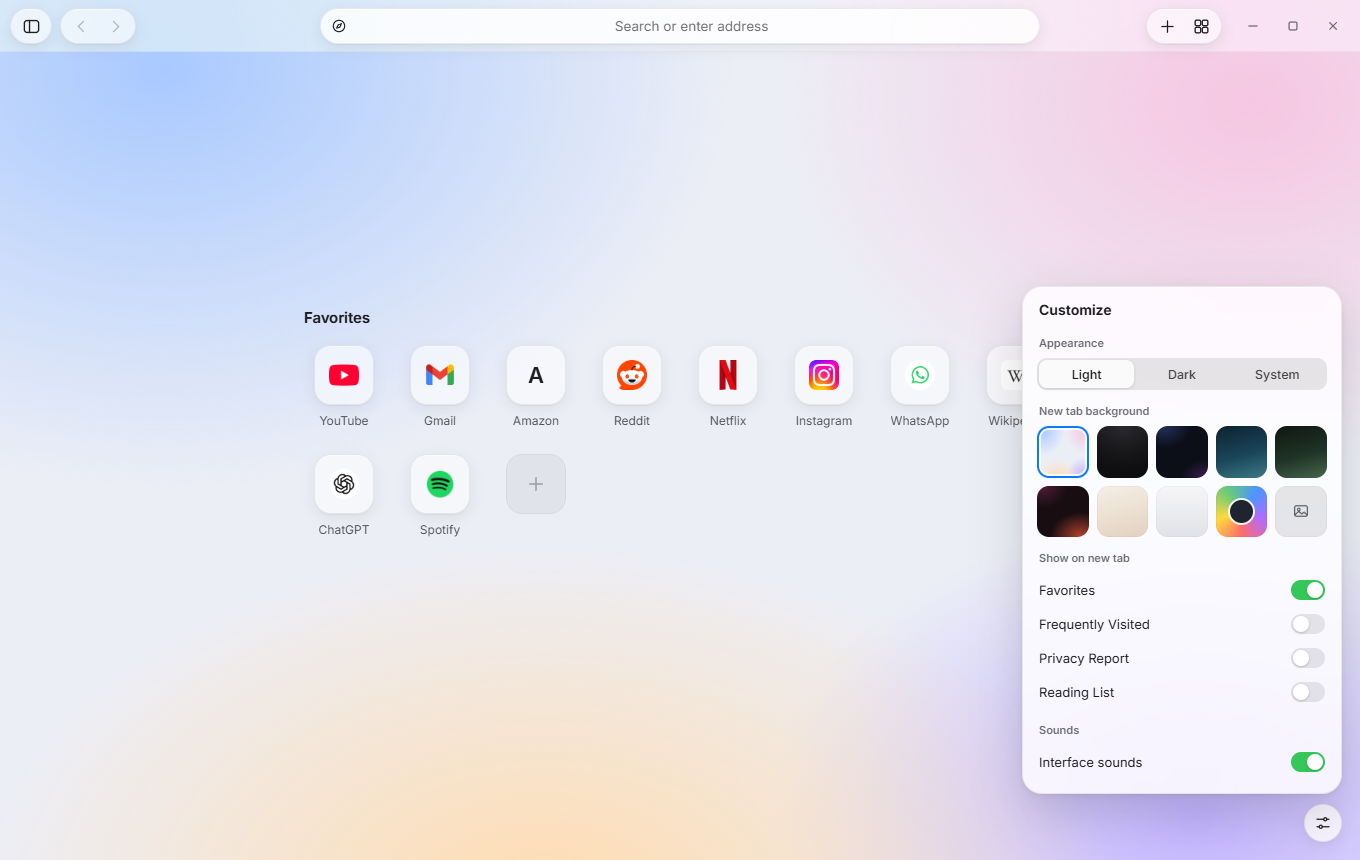 Search or enter address
Favorites
YouTube
Gmail
A
Amazon
Reddit
Netflix
Instagram
WhatsApp
W
Wikipe
ChatGPT
Spotify
Customize
Appearance
Light
Dark
System
New tab background
Show on new tab
Favorites
Frequently Visited
Privacy Report
Reading List
Sounds
Interface sounds